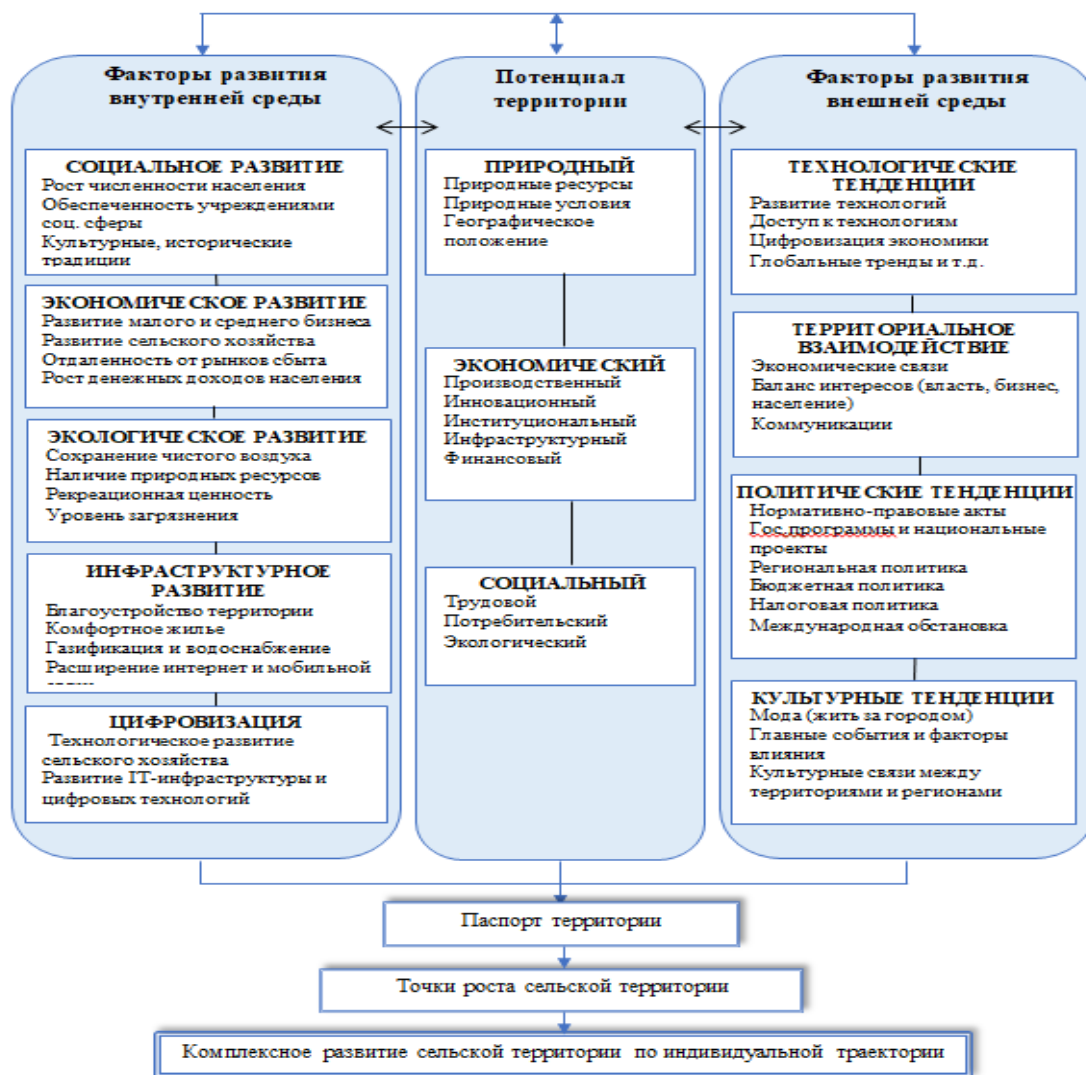 Факторы развития
внутренней среды
СОЦИАЛЬНОЕ РАЗВИТИЕ
Рост численности населения
Обеспеченность учреждениями
соц. сферы
Культурные, исторические
традиции
ЭКОНОМИЧЕСКОЕ РАЗВИТИЕ
Развитие малого и среднего бизнеса
Развитие сельского хозяйства
Отдаленность от рынков сбыта
Рост денежных доходов населения
ЭКОЛОГИЧЕСКОЕ РАЗВИТИЕ
Сохранение чистого воздуха
Наличие природных ресурсов
Рекреационная ценность
Уровень загрязнения
ИНФРАСТРУКТУРНОЕ
РАЗВИТИЕ
Благоустройство территории
Комфортное жилье
Газификация и водоснабжение
Расширение интернет и мобильной
ЦИФРОВИЗАЦИЯ
Технологическое развитие
сельского хозяйства
Развитие IT-инфраструктуры и
цифровых технологий
Потенциал
территории
ПРИРОДНЫЙ
Природные ресурсы
Природные условия
Географическое
положение
ЭКОНОМИЧЕСКИЙ
Производственный
Инновационный
Институциональный
Инфраструктурный
Финансовый
СОЦИАЛЬНЫЙ
Трудовой
Потребительский
Экологический
Факторы развития
внешней среды
ТЕХНОЛОГИЧЕСКИЕ
ТЕНДЕНЦИИ
Развитие технологий
Доступ к технологиям
Цифровизация экономики
Глобальные тренды и т.д.
ТЕРРИТОРИАЛЬНОЕ
ВЗАИМОДЕЙСТВИЕ
Экономические связи
Баланс интересов (власть, бизнес,
население)
Коммуникации
ПОЛИТИЧЕСКИЕ ТЕНДЕНЦИИ
Нормативно-правовые акты
Гос.программы и национальные
проекты
Региональная политика
Бюджетная политика
Налоговая политика
Международная обстановка
КУЛЬТУРНЫЕ ТЕНДЕНЦИИ
Мода (жить за городом)
Главные события и факторы
влияния
Культурные связи между
территориями и регионами
Паспорт территории
Точки роста сельской территории
Комплексное развитие сельской территории по индивидуальной траектории